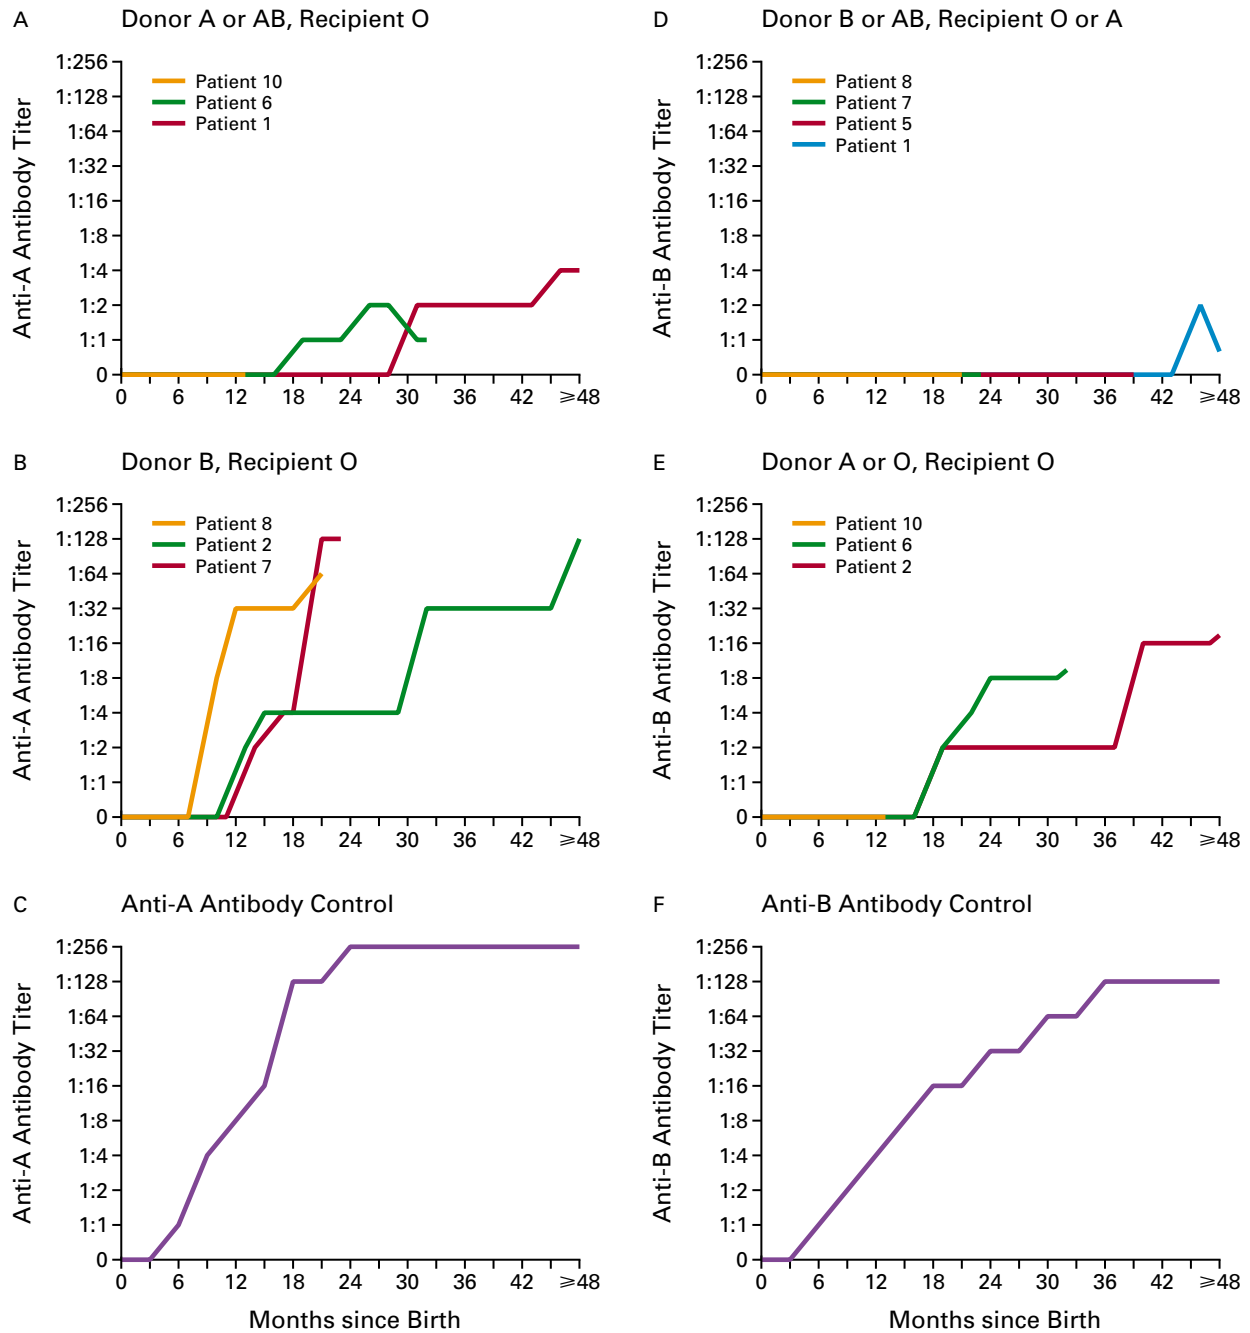 A Donor A or AB, Recipient O
Anti-A Antibody Titer
1:256
1:128
1:64
1:32
1:16
1:8
1:4
1:2
1:1
0
Patient 10
Patient 6
Patient 1
0 6 12 18 24 30 36 42 ⩾48
B Donor B, Recipient O
Anti-A Antibody Titer
1:256
1:128
1:64
1:32
1:16
1:8
1:4
1:2
1:1
0
Patient 8
Patient 2
Patient 7
0 6 12 18 24 30 36 42 ⩾48
C Anti-A Antibody Control
Anti-A Antibody Titer
1:256
1:128
1:64
1:32
1:16
1:8
1:4
1:2
1:1
0
0 6 12 18 24 30 36 42 ⩾48
Months since Birth
D Donor B or AB, Recipient O or A
Anti-B Antibody Titer
1:256
1:128
1:64
1:32
1:16
1:8
1:4
1:2
1:1
0
Patient 8
Patient 7
Patient 5
Patient 1
0 6 12 18 24 30 36 42 ⩾48
E Donor A or O, Recipient O
Anti-B Antibody Titer
1:256
1:128
1:64
1:32
1:16
1:8
1:4
1:2
1:1
0
Patient 10
Patient 6
Patient 2
0 6 12 18 24 30 36 42 ⩾48
F Anti-B Antibody Control
Anti-B Antibody Titer
1:256
1:128
1:64
1:32
1:16
1:8
1:4
1:2
1:1
0
0 6 12 18 24 30 36 42 ⩾48
Months since Birth